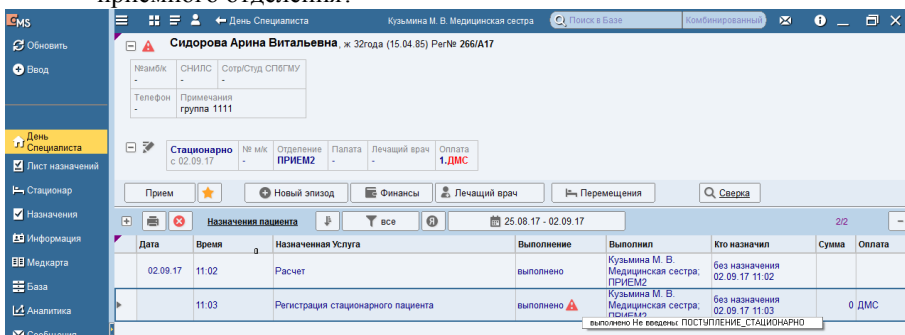 приемного отделения?
QMS
День Специалиста
Кузьмина М. В. Медицинская сестра
Поиск в Базе
Комбинированный
Обновить
Ввод
День Специалиста
Лист назначений
Стационар
Назначения
Информация
Медкарта
База
Аналитика
Сообщения
Сидорова Арина Витальевна, ж 32года (15.04.85) Рег№ 266/А17
№амб/к СНИЛС Сотр/Студ СПбГМУ
- - -
Телефон Примечания
- группа 1111
Стационарно № м/к Отделение Палата Лечащий врач Оплата
с 02.09.17 - ПРИЕМ2 - - 1.ДМС
Прием
Новый эпизод
Финансы
Лечащий врач
Перемещения
Сверка
Назначения пациента
все
Я
25.08.17 - 02.09.17
2/2
Дата Время Назначенная Услуга Выполнение Выполнил Кто назначил Сумма Оплата
02.09.17 11:02 Расчет выполнено Кузьмина М. В. Медицинская сестра; ПРИЕМ2 без назначения 02.09.17 11:02
11:03 Регистрация стационарного пациента выполнено Кузьмина М. В. Медицинская сестра; ПРИЕМ2 без назначения 02.09.17 11:03 0 ДМС
выполнено Не введены: ПОСТУПЛЕНИЕ_СТАЦИОНАРНО